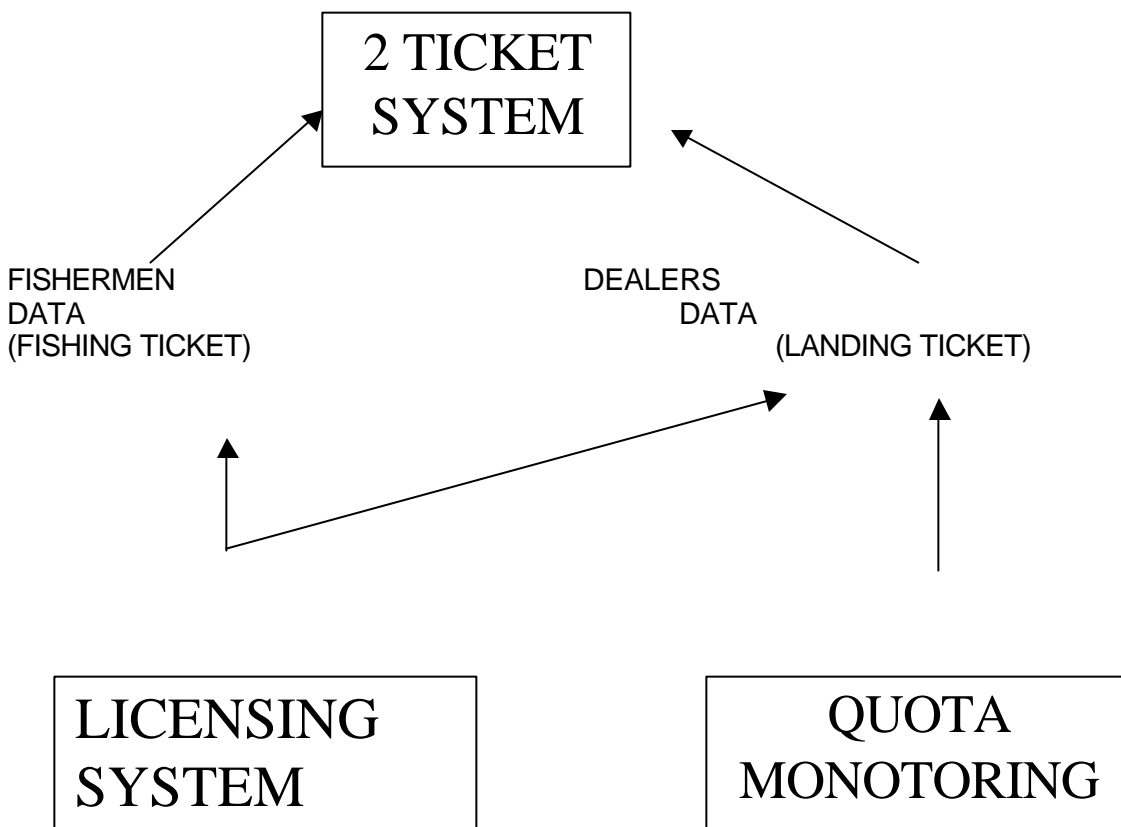 2 TICKET
SYSTEM
FISHERMEN
DATA
(FISHING TICKET)
DEALERS
DATA
(LANDING TICKET)
LICENSING
SYSTEM
QUOTA
MONOTORING